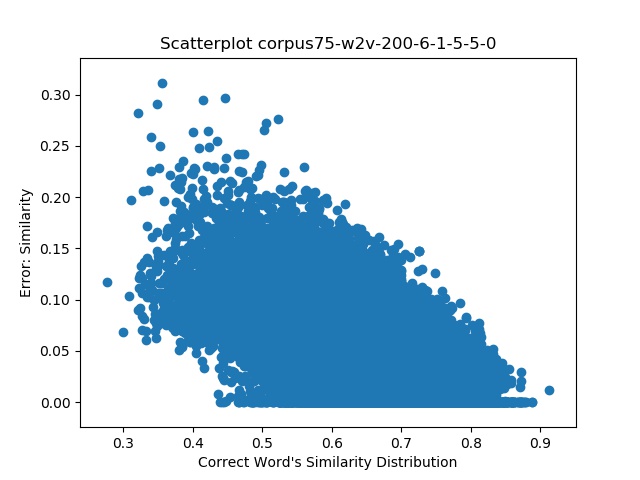 Scatterplot corpus75-w2v-200-6-1-5-5-0
Error: Similarity
0.30
0.25
0.20
0.15
0.10
0.05
0.00
0.3 0.4 0.5 0.6 0.7 0.8 0.9
Correct Word's Similarity Distribution